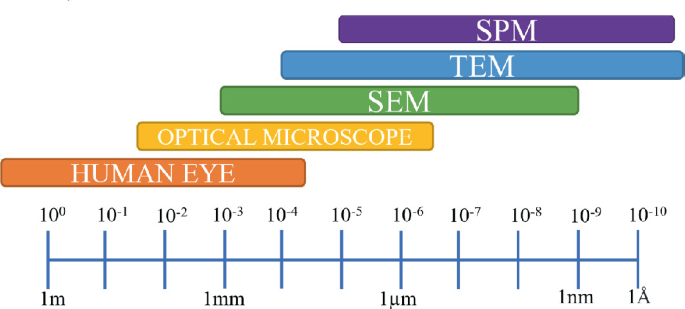 SPM
TEM
SEM
OPTICAL MICROSCOPE
HUMAN EYE
10⁰ 10⁻¹ 10⁻² 10⁻³ 10⁻⁴ 10⁻⁵ 10⁻⁶ 10⁻⁷ 10⁻⁸ 10⁻⁹ 10⁻¹⁰
1m 1mm 1μm 1nm 1Å